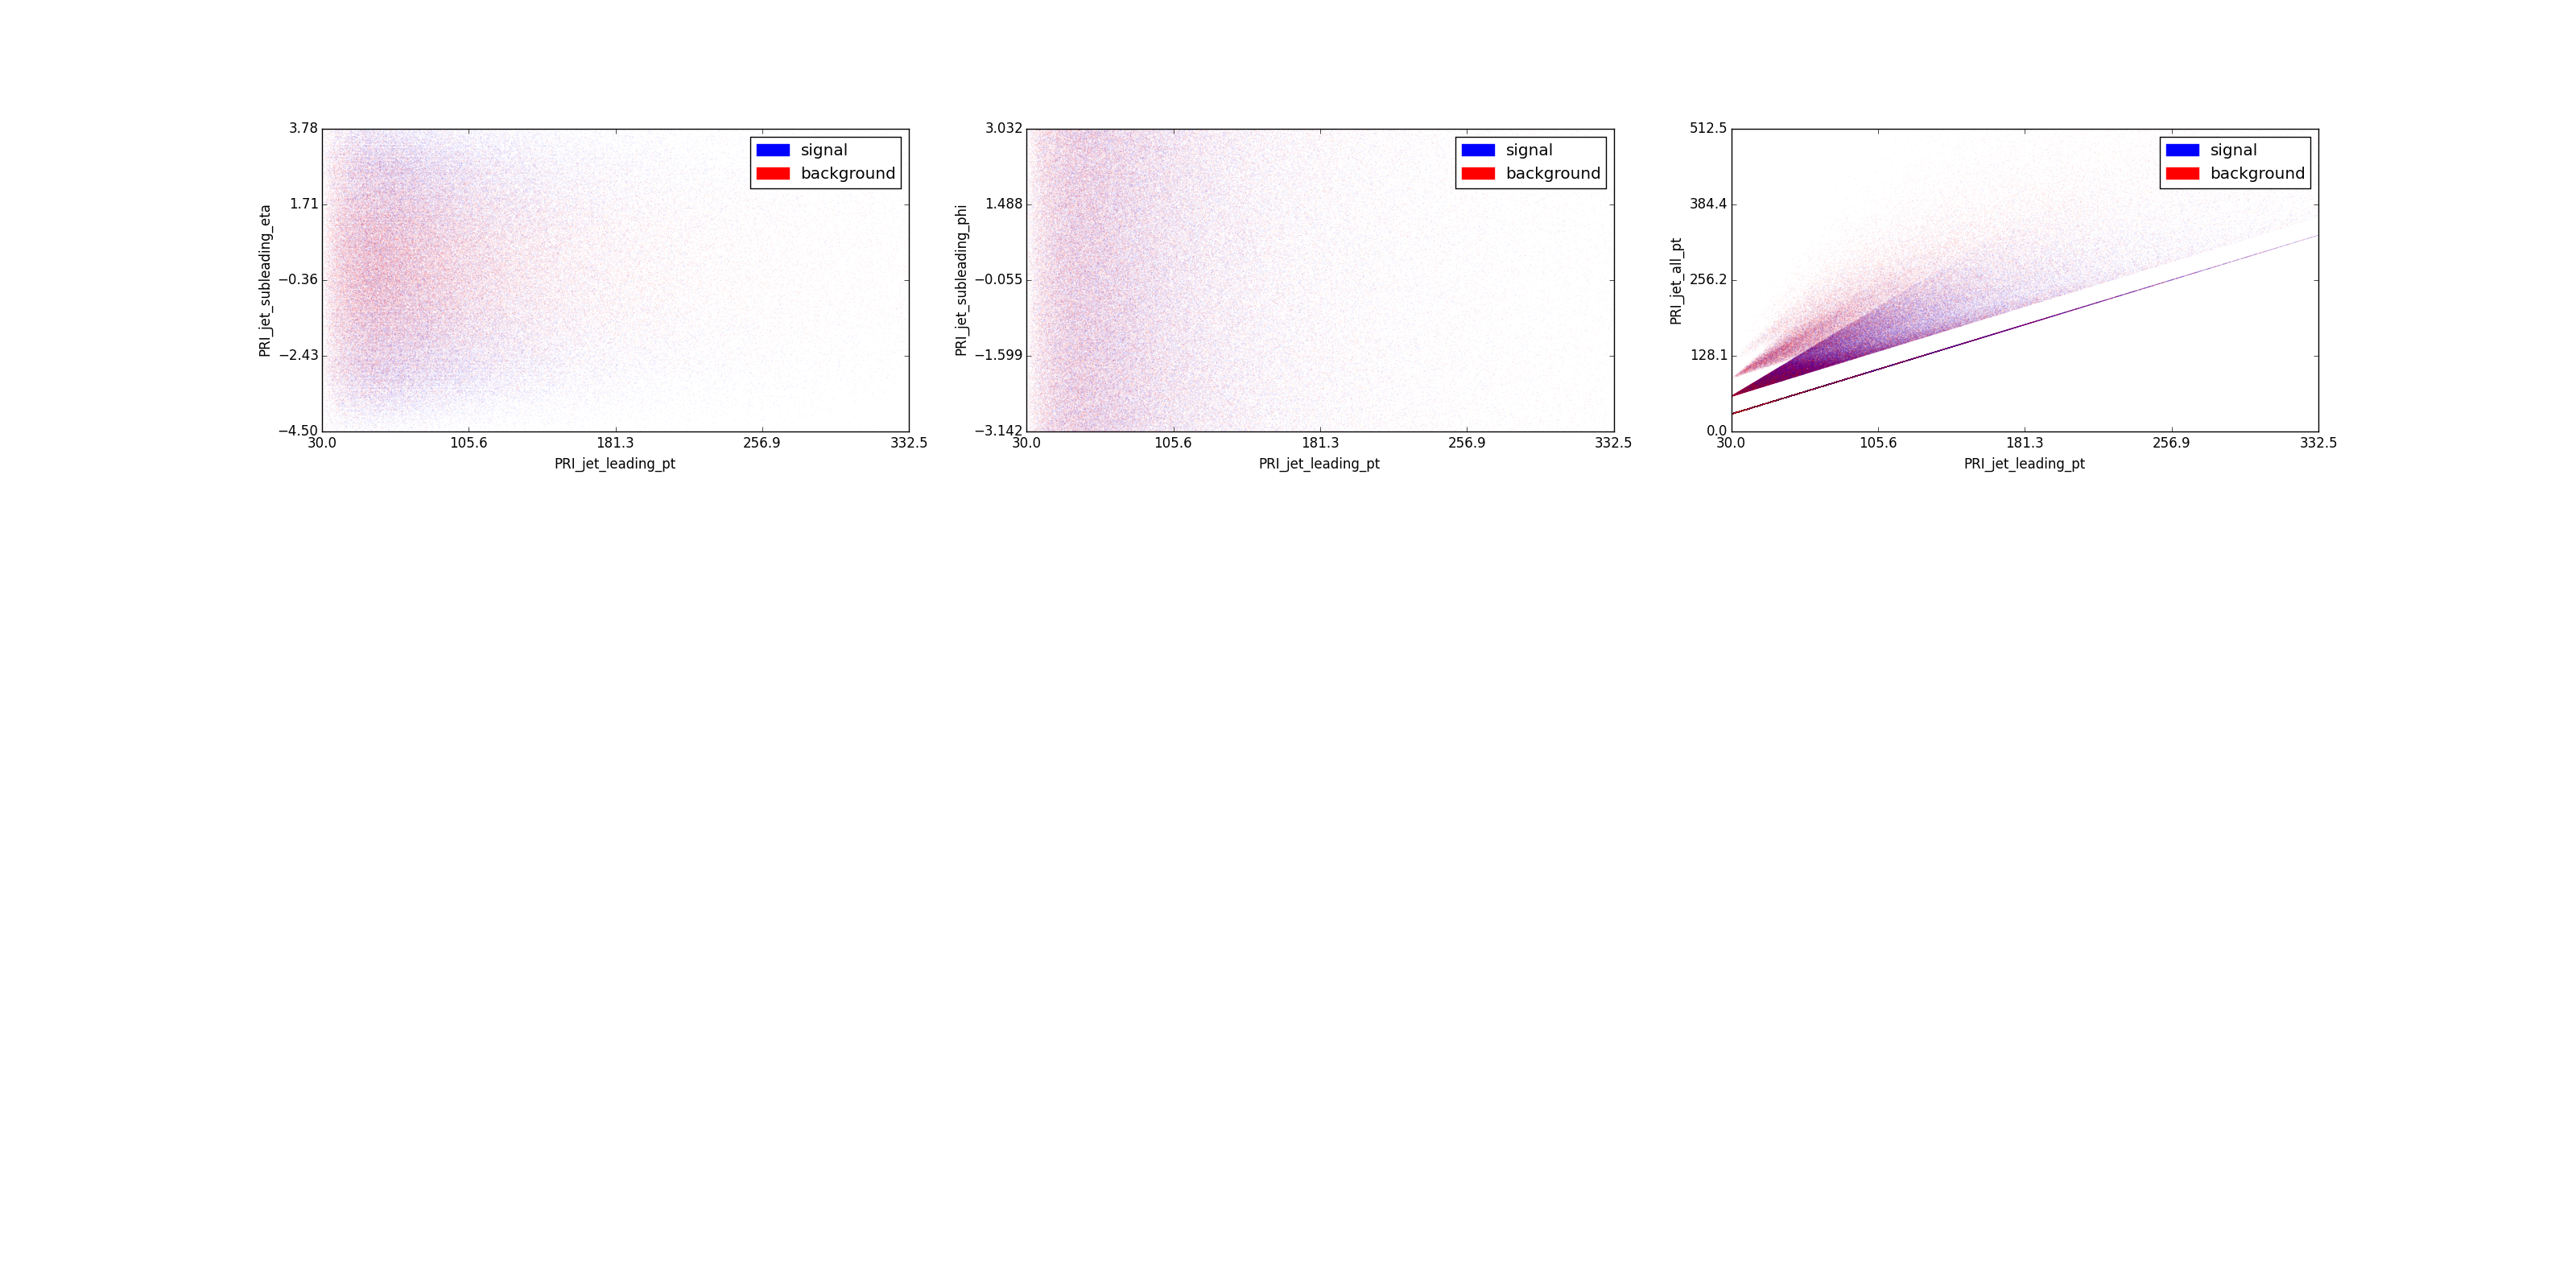 3.78
1.71
−0.36
−2.43
−4.50
30.0 105.6 181.3 256.9 332.5
PRI_jet_subleading_eta
PRI_jet_leading_pt
signal
background
3.032
1.488
−0.055
−1.599
−3.142
30.0 105.6 181.3 256.9 332.5
PRI_jet_subleading_phi
PRI_jet_leading_pt
signal
background
512.5
384.4
256.2
128.1
0.0
30.0 105.6 181.3 256.9 332.5
PRI_jet_all_pt
PRI_jet_leading_pt
signal
background